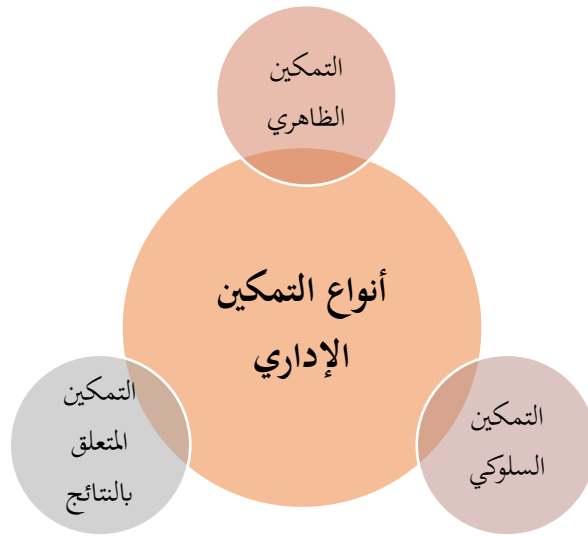 التمكين
الظاهري
أنواع التمكين
الإداري
التمكين
السلوكي
التمكين
المتعلق
بالنتائج